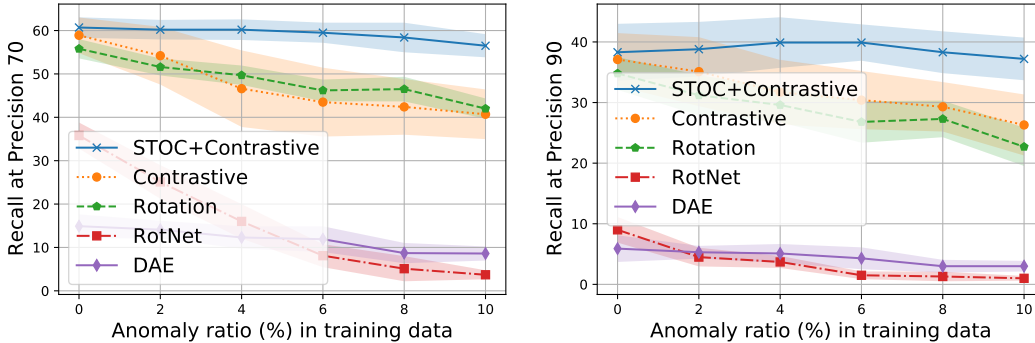 Recall at Precision 70
60
50
40
30
20
10
0
STOC+Contrastive
Contrastive
Rotation
RotNet
DAE
0 2 4 6 8 10
Anomaly ratio (%) in training data
Recall at Precision 90
40
30
20
10
0
STOC+Contrastive
Contrastive
Rotation
RotNet
DAE
0 2 4 6 8 10
Anomaly ratio (%) in training data